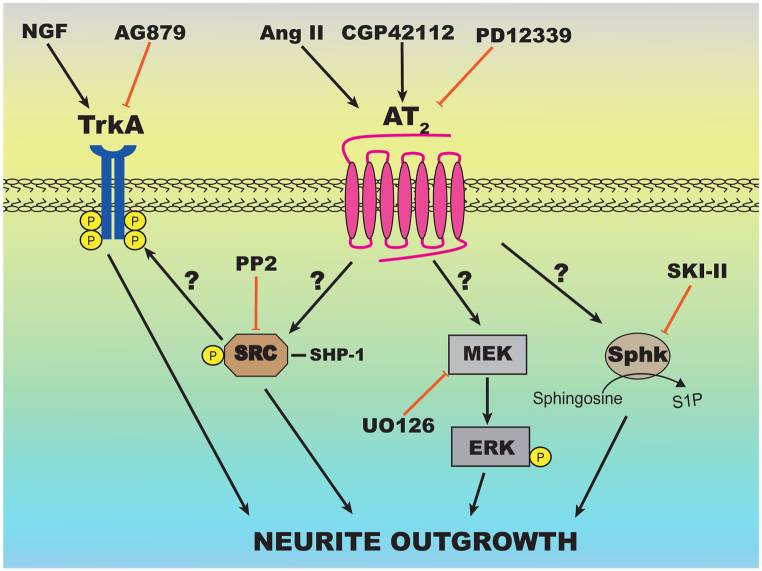 NGF
AG879
Ang II
CGP42112
PD12339
TrkA
AT2
P
P
P
P
?
PP2
?
?
?
SKI-II
P
SRC
SHP-1
MEK
Sphk
Sphingosine
S1P
UO126
ERK
P
NEURITE OUTGROWTH